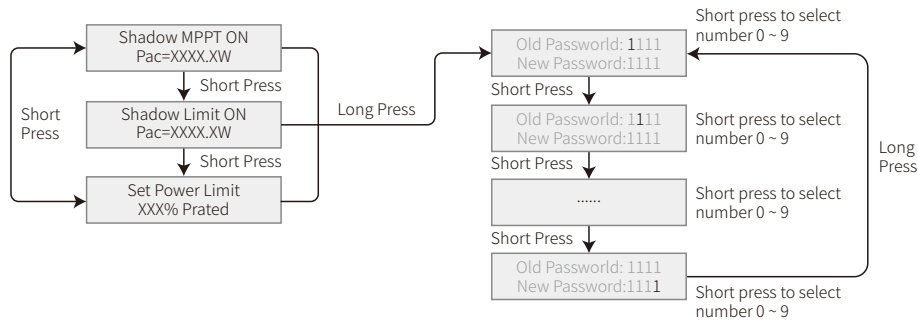 Shadow MPPT ON
Pac=XXXX.XW
Short Press
Shadow Limit ON
Pac=XXXX.XW
Short Press
Set Power Limit
XXX% Prated
Short
Press
Long Press
Old Passworld: 1111
New Password:1111
Short press to select
number 0 ~ 9
Short Press
Old Passworld: 1111
New Password:1111
Short press to select
number 0 ~ 9
Short Press
......
Short press to select
number 0 ~ 9
Short Press
Old Passworld: 1111
New Password:1111
Short press to select
number 0 ~ 9
Long
Press